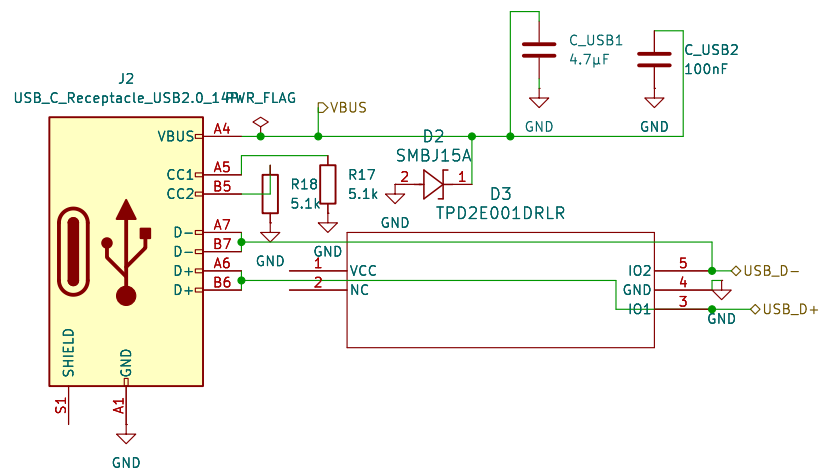 C_USB1
4.7µF
C_USB2
100nF
GND
GND
J2
USB_C_Receptacle_USB2.0_14P
PWR_FLAG
VBUS
VBUS
A4
D2
SMBJ15A
2
1
CC1
A5
CC2
B5
R18
5.1k
R17
5.1k
D3
TPD2E001DRLR
GND
GND
GND
D-
A7
D-
B7
D+
A6
D+
B6
1
VCC
2
NC
IO2
5
GND
4
IO1
3
USB_D-
USB_D+
GND
SHIELD
GND
S1
A1
GND